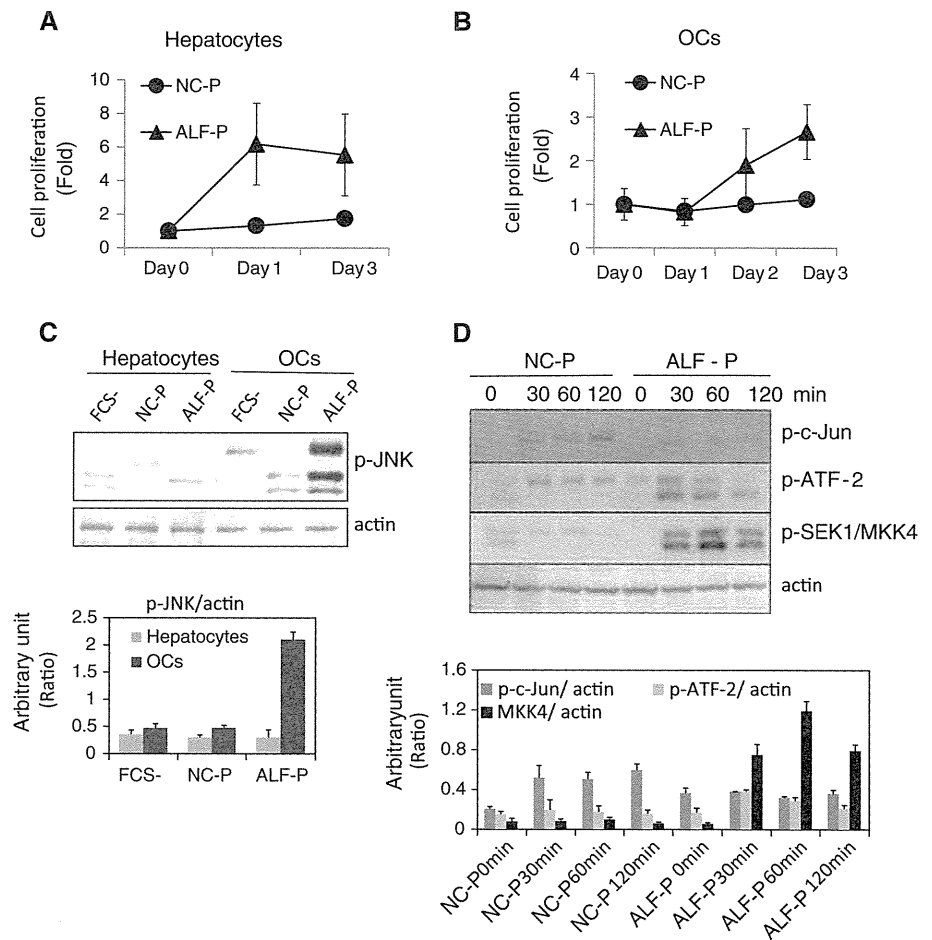 A
Hepatocytes
Cell proliferation
(Fold)
10
8
6
4
2
0
NC-P
ALF-P
Day 0
Day 1
Day 3
B
OCs
Cell proliferation
(Fold)
4
3
2
1
0
NC-P
ALF-P
Day 0
Day 1
Day 2
Day 3
C
Hepatocytes OCs
FCS- NC-P ALF-P FCS- NC-P ALF-P
p-JNK
actin
p-JNK/actin
Arbitrary unit
(Ratio)
2.5
2
1.5
1
0.5
0
Hepatocytes
OCs
FCS- NC-P ALF-P
D
NC-P ALF - P
0 30 60 120 0 30 60 120 min
p-c-Jun
p-ATF-2
p-SEK1/MKK4
actin
Arbitraryunit
(Ratio)
1.6
1.2
0.8
0.4
0
p-c-Jun/ actin p-ATF-2/ actin
MKK4/ actin
NC-P0min
NC-P30min
NC-P60min
NC-P 120min
ALF-P 0min
ALF-P30min
ALF-P 60min
ALF-P 120min